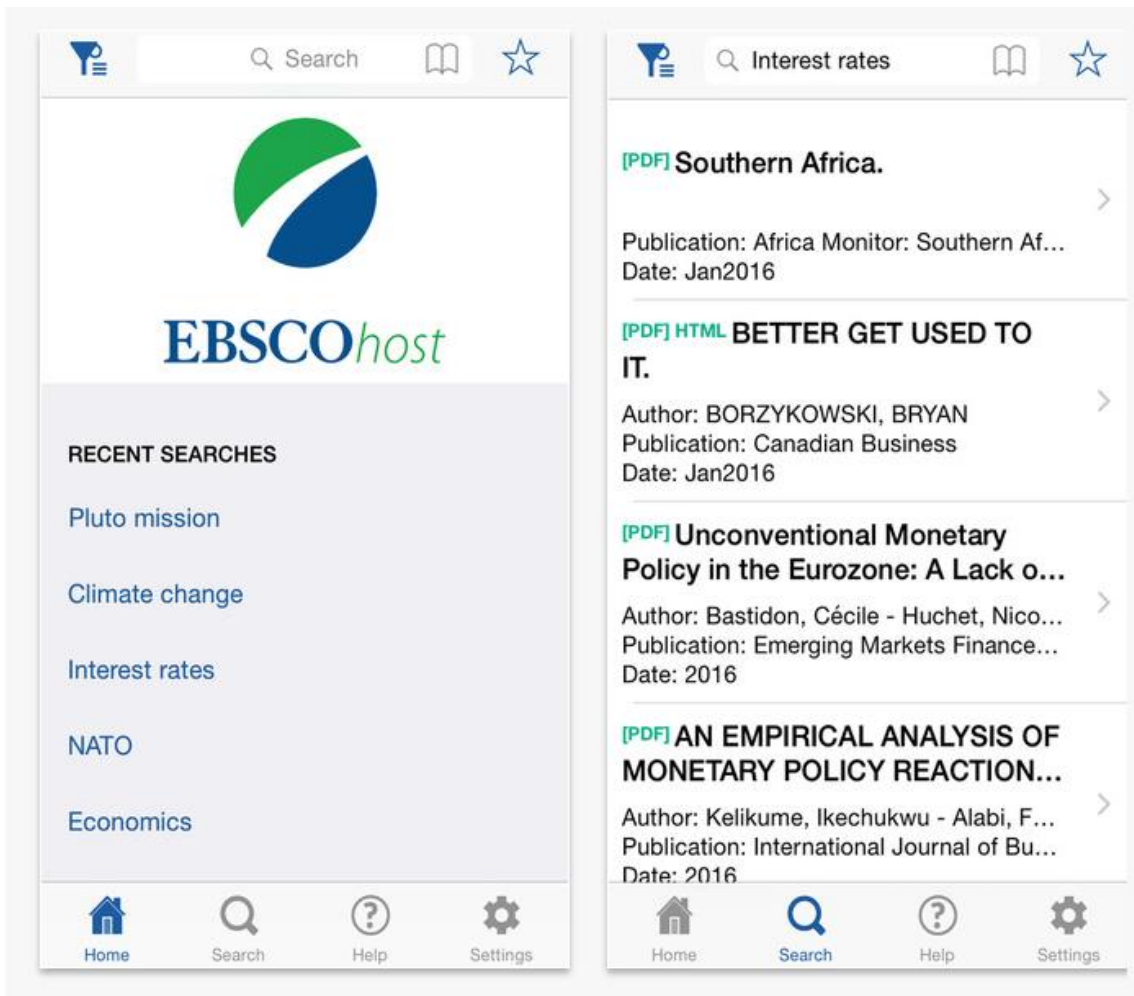 Search
EBSCOhost
RECENT SEARCHES
Pluto mission
Climate change
Interest rates
NATO
Economics
Home Search Help Settings
Interest rates
[PDF] Southern Africa.
Publication: Africa Monitor: Southern Af...
Date: Jan2016
[PDF] HTML BETTER GET USED TO
IT.
Author: BORZYKOWSKI, BRYAN
Publication: Canadian Business
Date: Jan2016
[PDF] Unconventional Monetary
Policy in the Eurozone: A Lack o...
Author: Bastidon, Cécile - Huchet, Nico...
Publication: Emerging Markets Finance...
Date: 2016
[PDF] AN EMPIRICAL ANALYSIS OF
MONETARY POLICY REACTION...
Author: Kelikume, Ikechukwu - Alabi, F...
Publication: International Journal of Bu...
Date: 2016
Home Search Help Settings